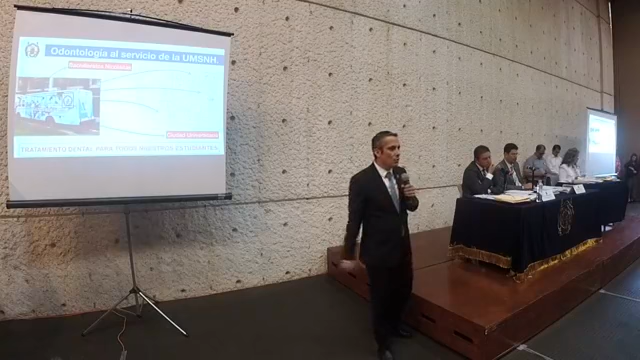 Odontología al servicio de la UMSNH.
Ciudad Universitaria
TRATAMIENTO DENTAL PARA TODOS NUESTROS ESTUDIANTES